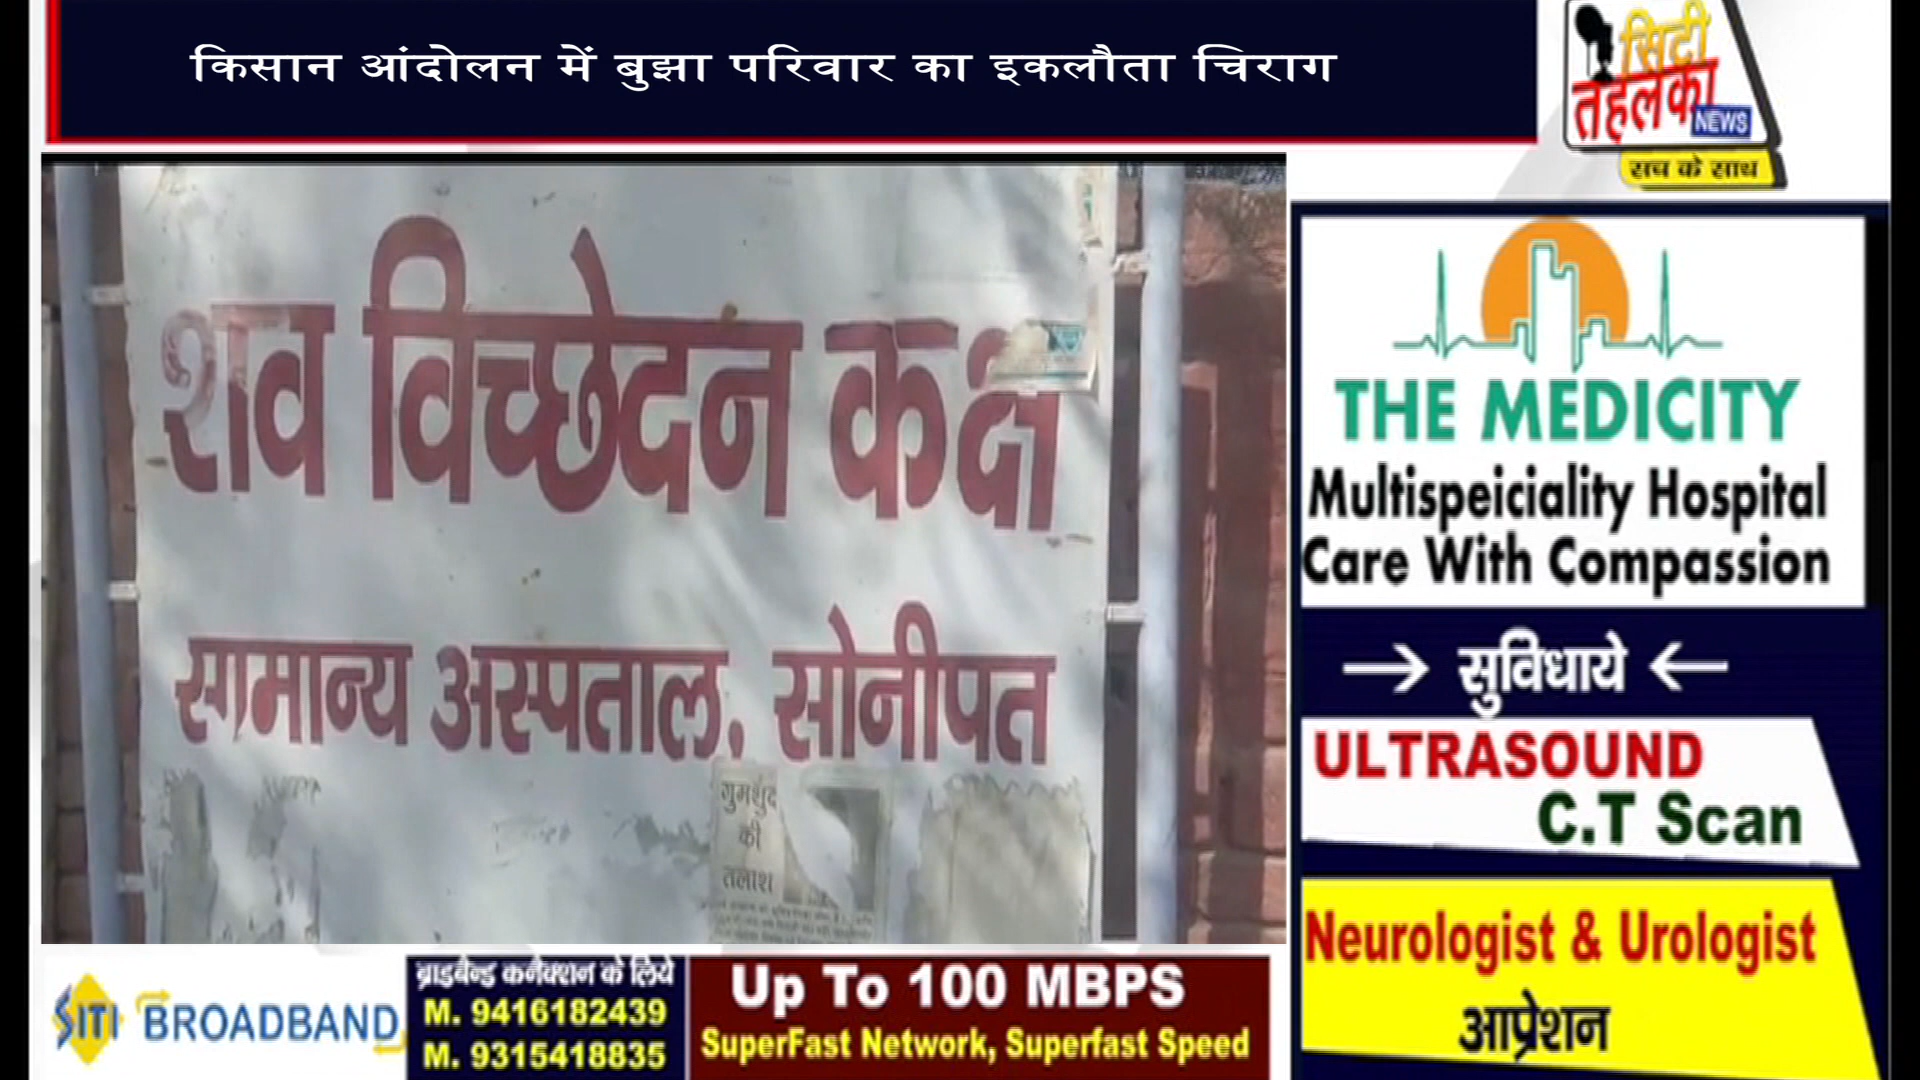 किसान आंदोलन में बुझा परिवार का इकलौता चिराग
सिटी
तहलका
NEWS
सच के साथ
शव विच्छेदन कक्ष
सामान्य अस्पताल, सोनीपत
गुमशुदा
की
तलाश
THE MEDICITY
Multispeiciality Hospital
Care With Compassion
सुविधाये
ULTRASOUND
C.T Scan
Neurologist & Urologist
आप्रेशन
SITI BROADBAND
ब्राडबैन्ड कनैक्शन के लिये
M. 9416182439
M. 9315418835
Up To 100 MBPS
SuperFast Network, Superfast Speed